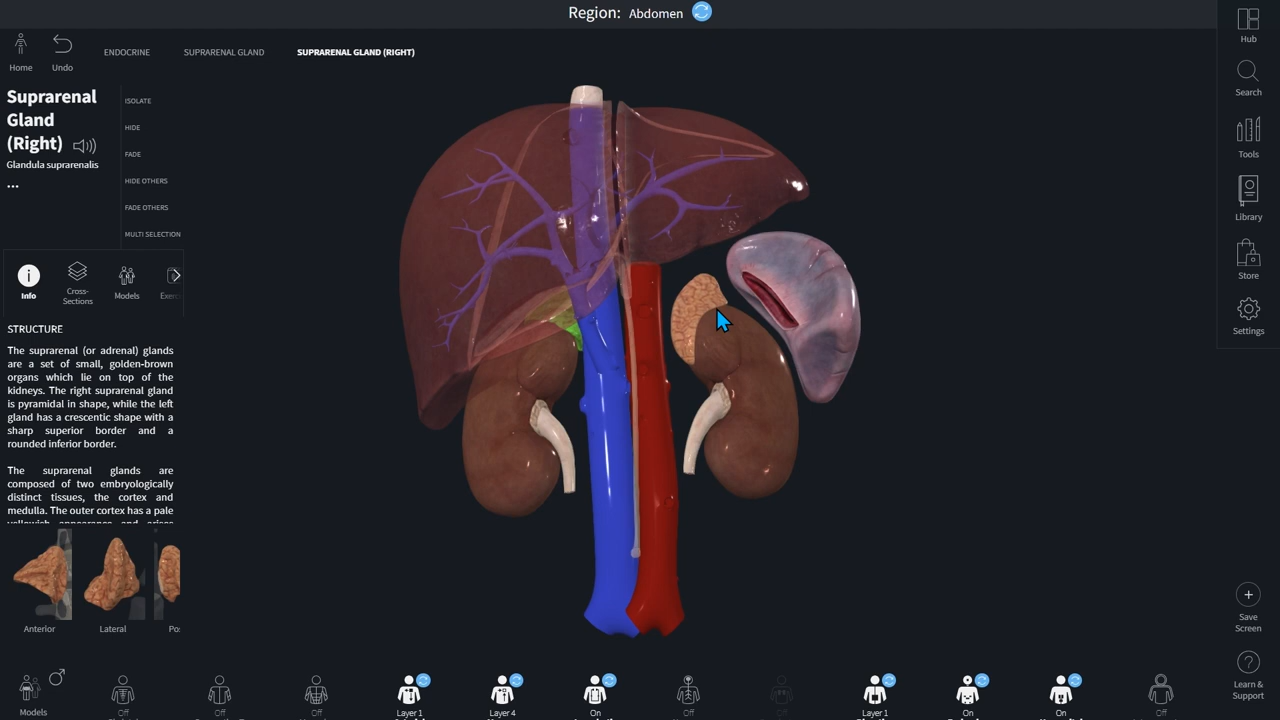 Region: Abdomen
Home
Undo
ENDOCRINE
SUPRARENAL GLAND
SUPRARENAL GLAND (RIGHT)
Suprarenal
Gland
(Right)
Glandula suprarenalis
...
ISOLATE
HIDE
FADE
HIDE OTHERS
FADE OTHERS
MULTI SELECTION
Info
Cross-
Sections
Models
STRUCTURE
The suprarenal (or adrenal) glands
are a set of small, golden-brown
organs which lie on top of the
kidneys. The right suprarenal gland
is pyramidal in shape, while the left
gland has a crescentic shape with a
sharp superior border and a
rounded inferior border.
The suprarenal glands are
composed of two embryologically
distinct tissues, the cortex and
medulla. The outer cortex has a pale
yellowish appearance and arises
Anterior
Lateral
Hub
Search
Tools
Library
Store
Settings
Save
Screen
Learn &
Support
Models
Off
Off
Off
Layer 1
Layer 4
On
Off
Off
Layer 1
On
On
Off